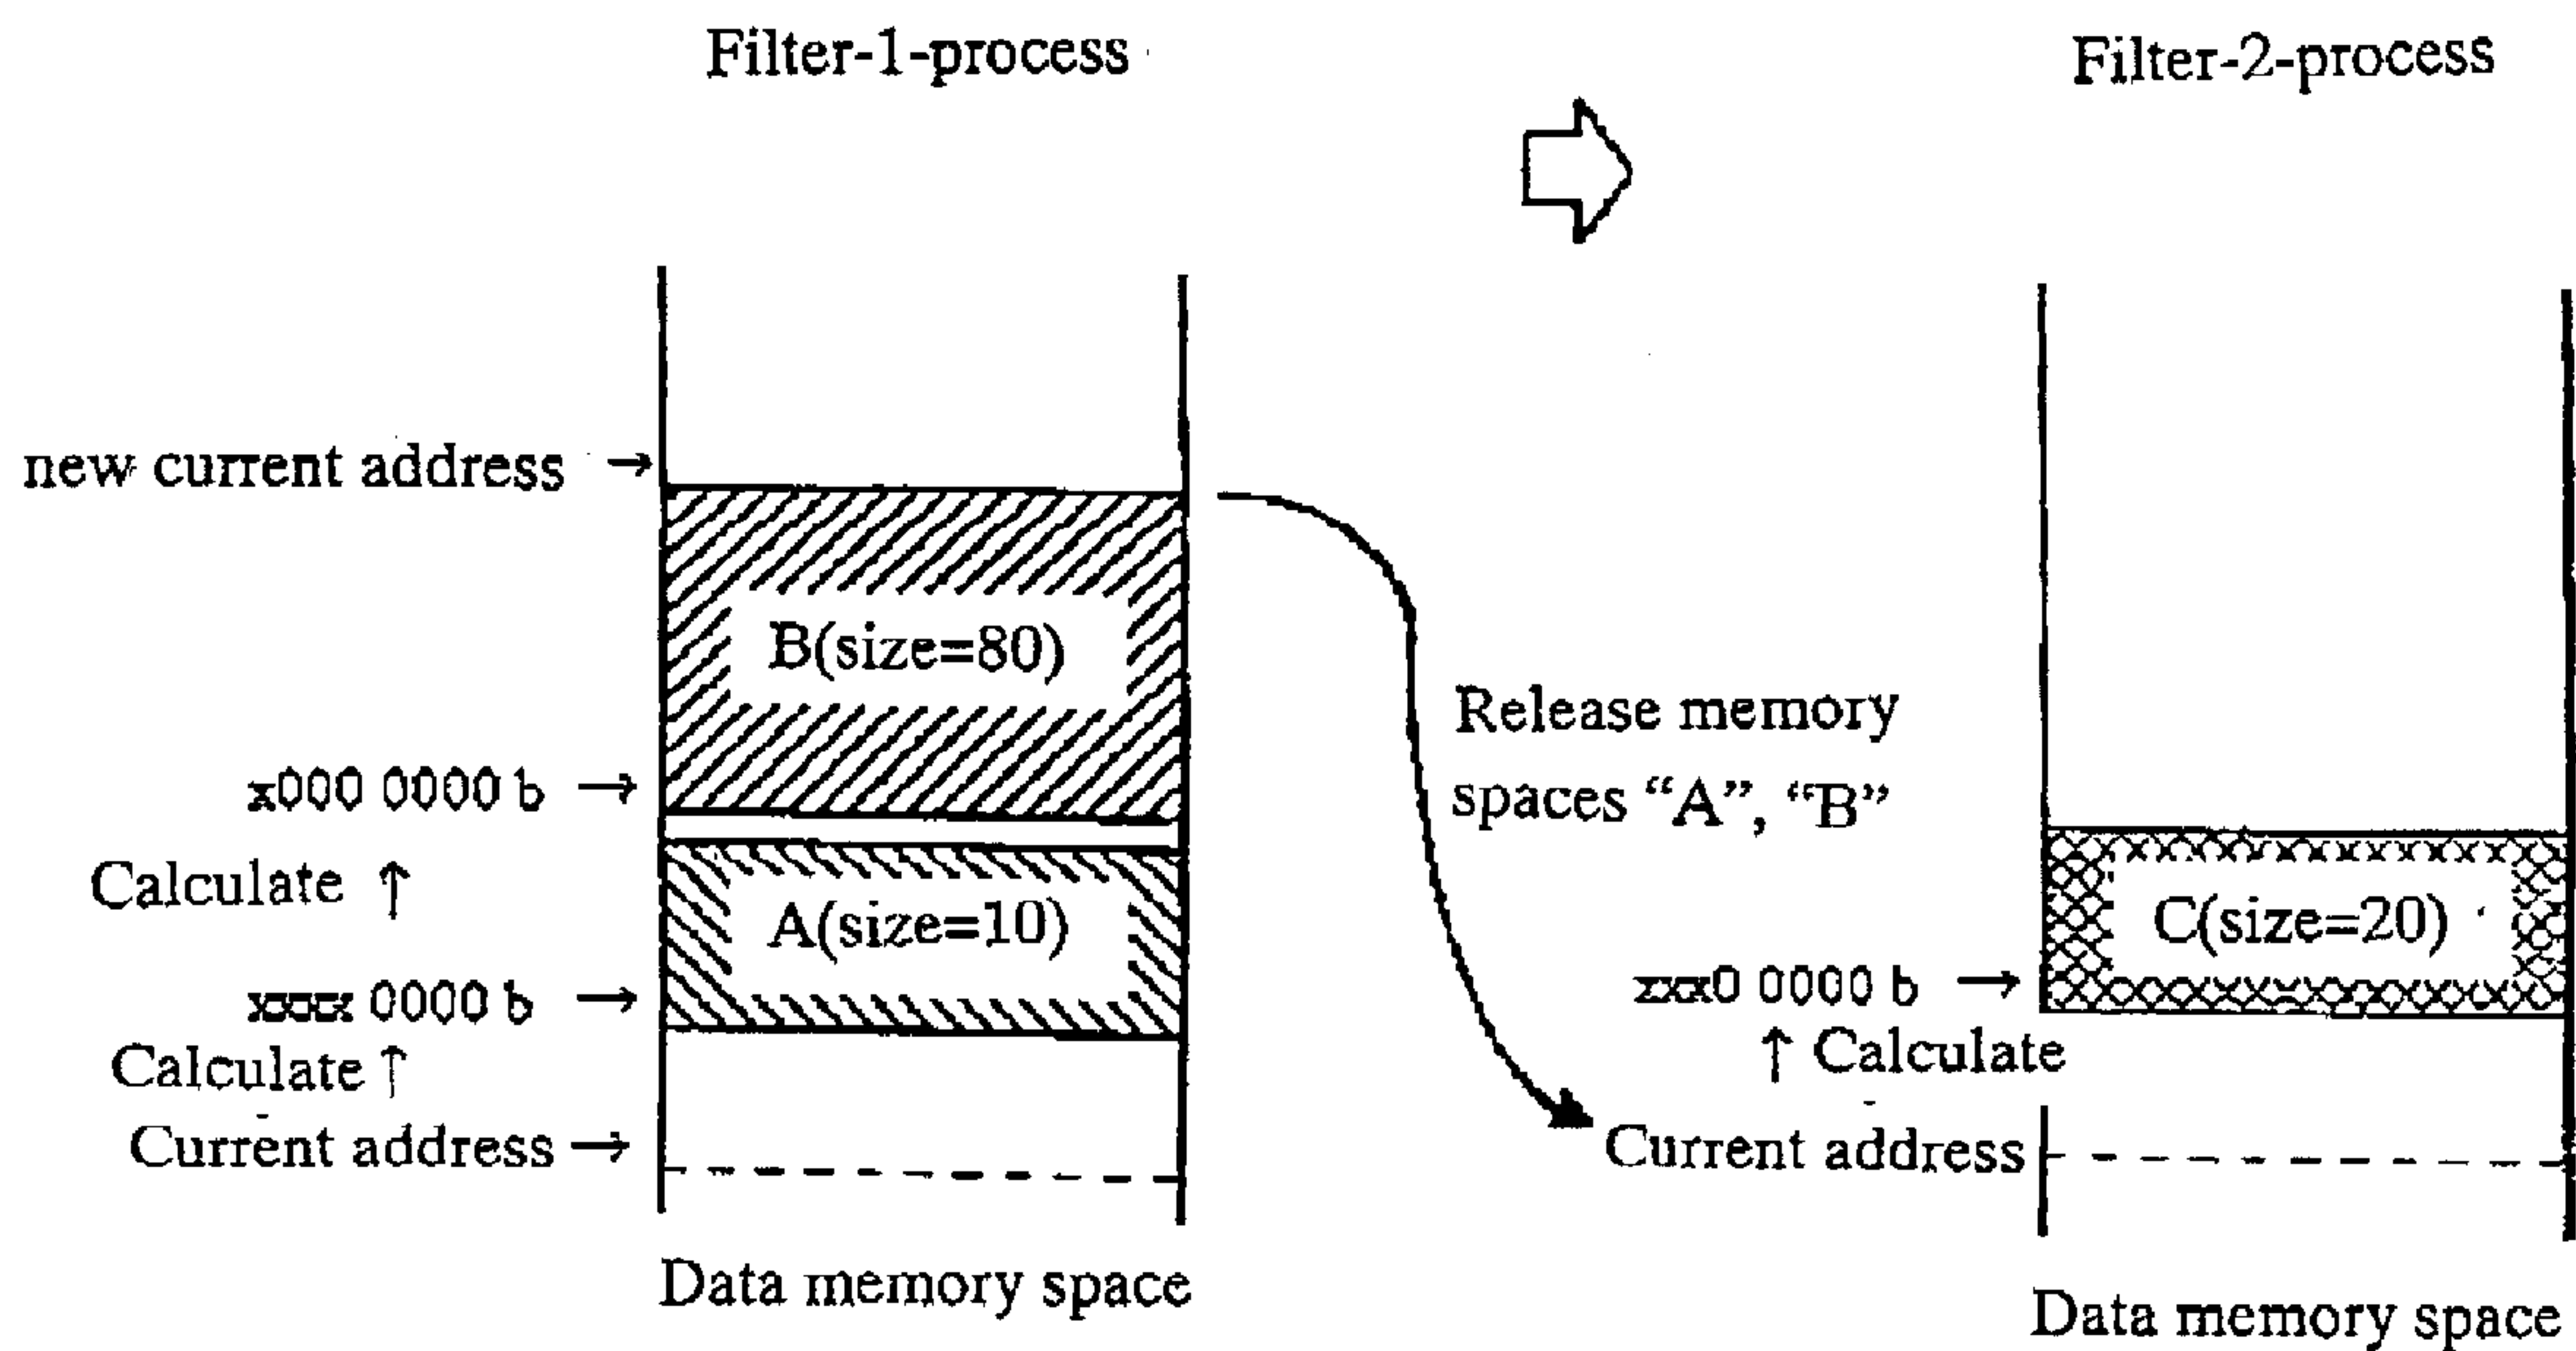 Filter-1-process
Filter-2-process
new current address →
B(size=80)
Release memory
spaces “A”, “B”
x000 0000 b →
Calculate ↑
A(size=10)
C(size=20)
xxxx 0000 b →
xxx0 0000 b →
Calculate ↑
↑ Calculate
Current address →
Current address
Data memory space
Data memory space